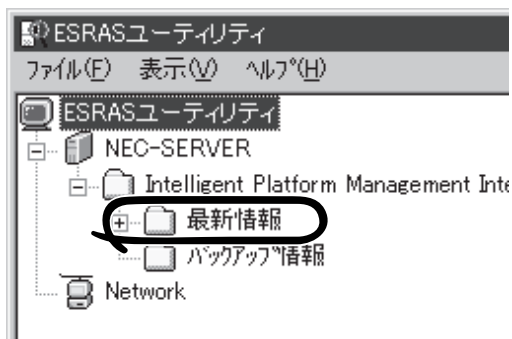 ESRASユーティリティ
ファイル(F) 表示(V) ヘルプ(H)
ESRASユーティリティ
NEC-SERVER
Intelligent Platform Management Inte
最新情報
バックアップ情報
Network